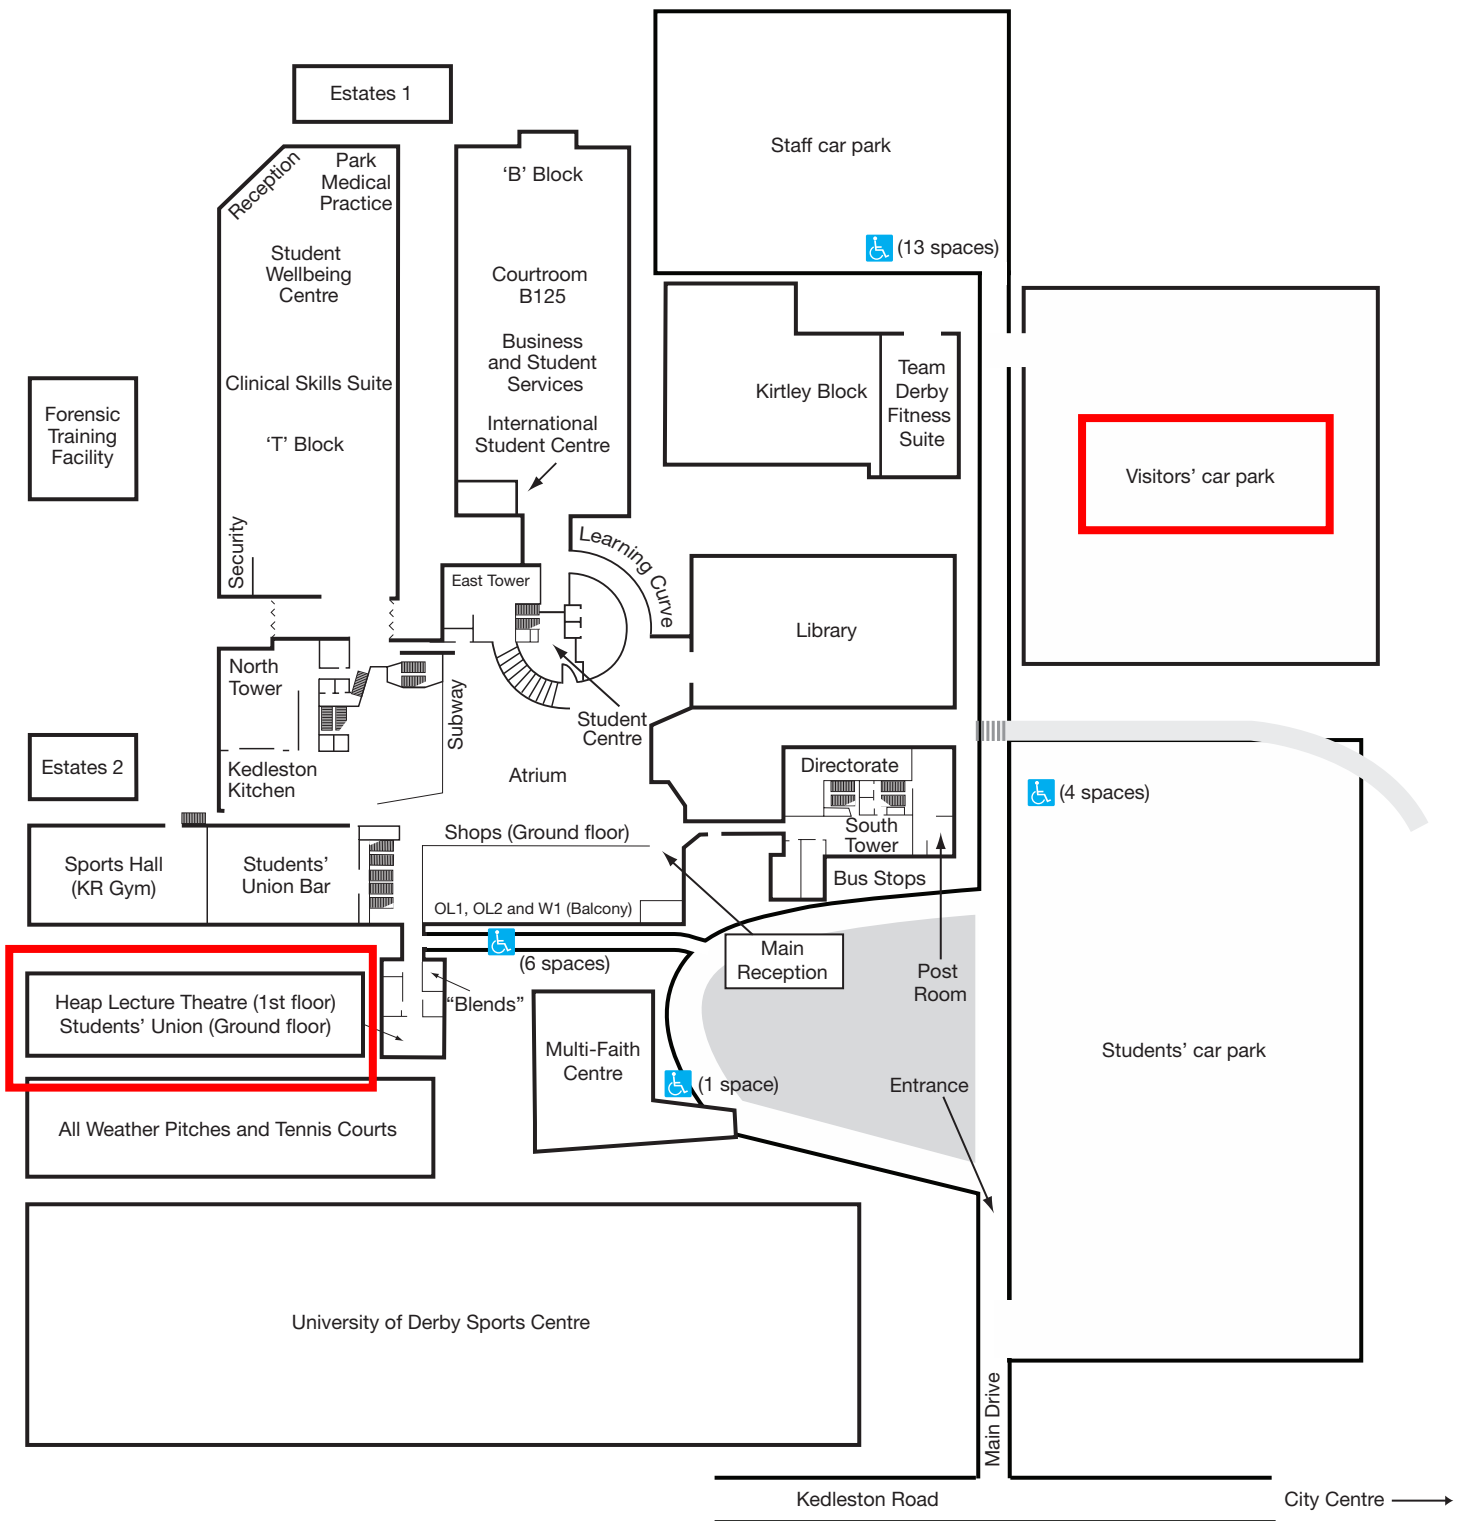 Estates 1
Staff car park
(13 spaces)
Reception
Park
Medical
Practice
Student
Wellbeing
Centre
Clinical Skills Suite
‘T’ Block
Security
‘B’ Block
Courtroom
B125
Business
and Student
Services
International
Student Centre
Kirtley Block
Team
Derby
Fitness
Suite
Visitors’ car park
Forensic
Training
Facility
Learning Curve
East Tower
Library
North
Tower
Subway
Student
Centre
Estates 2
Kedleston
Kitchen
Atrium
Directorate
South
Tower
(4 spaces)
Shops (Ground floor)
Sports Hall
(KR Gym)
Students’
Union Bar
OL1, OL2 and W1 (Balcony)
Bus Stops
(6 spaces)
Main
Reception
Post
Room
Heap Lecture Theatre (1st floor)
Students’ Union (Ground floor)
“Blends”
Multi-Faith
Centre
(1 space)
Entrance
Students’ car park
All Weather Pitches and Tennis Courts
University of Derby Sports Centre
Main Drive
Kedleston Road
City Centre